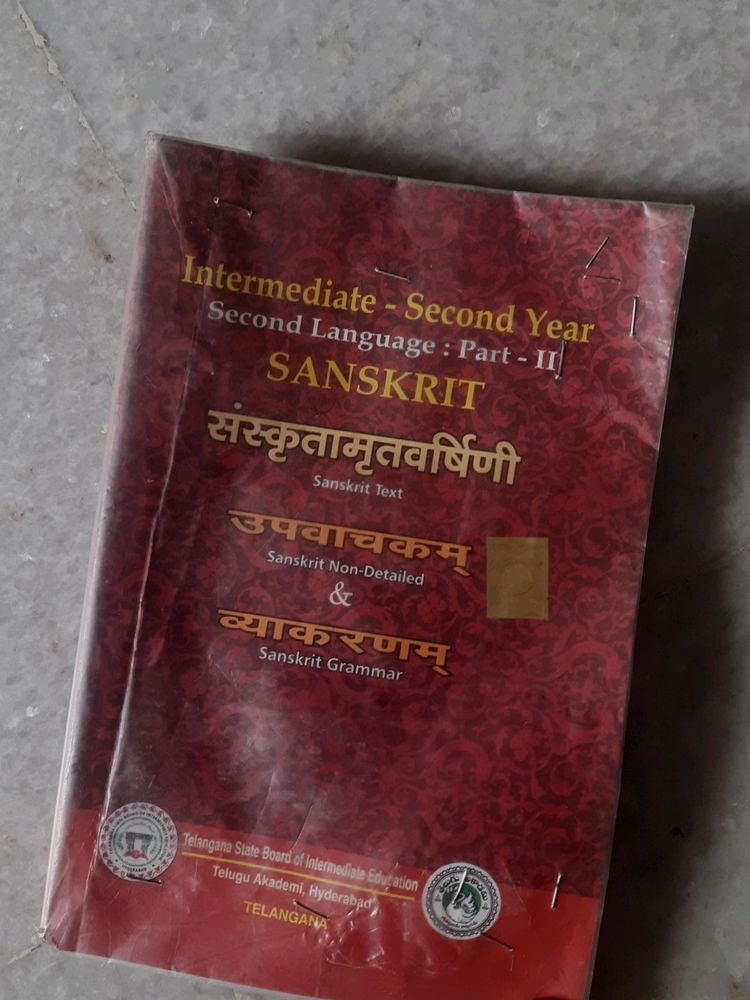 Intermediate - Second Year
Second Language : Part - II
SANSKRIT
संस्कृतामृतवर्षिणी
Sanskrit Text
उपवाचकम्
Sanskrit Non-Detailed
&
व्याकरणम्
Sanskrit Grammar
Telangana State Board of Intermediate Education
Telugu Akademi, Hyderabad
TELANGANA
HYDERABAD